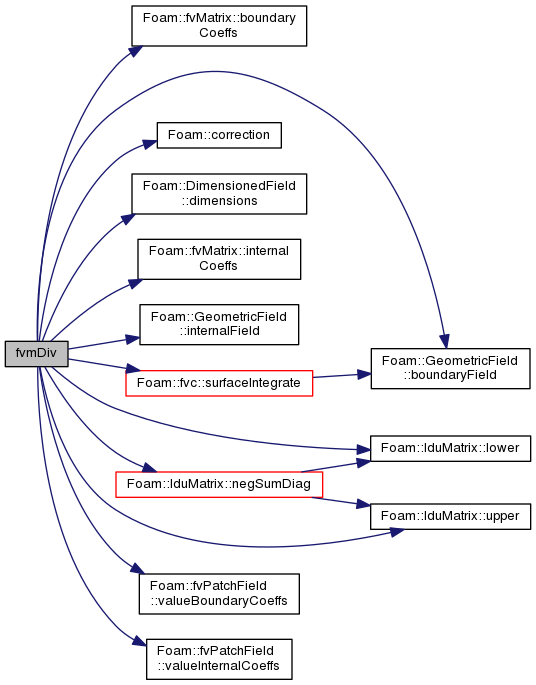 Foam::fvMatrix::boundary
Coeffs
Foam::correction
Foam::DimensionedField
::dimensions
Foam::fvMatrix::internal
Coeffs
Foam::GeometricField
::internalField
fvmDiv
Foam::fvc::surfaceIntegrate
Foam::GeometricField
::boundaryField
Foam::lduMatrix::lower
Foam::lduMatrix::negSumDiag
Foam::lduMatrix::upper
Foam::fvPatchField
::valueBoundaryCoeffs
Foam::fvPatchField
::valueInternalCoeffs